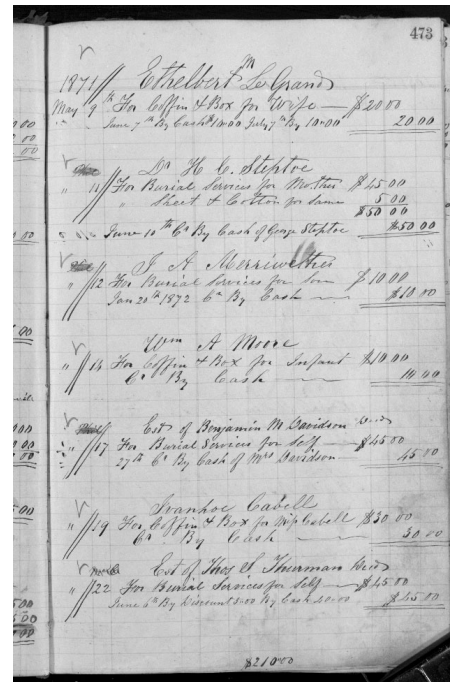 473
1871 Ethelbert M LeGrand
May 9th For Coffin & Box for Wife — $20.00
June 7th By Cash $10.00 July 7th By 10.00 20.00
Dr H. C. Steptoe
" 11 For Burial Services for Mother $45.00
" Sheet & Cotton for Same 5.00
$50.00
June 10th Cr By Cash of George Steptoe $50.00
J A Merriwether
" 12 For Burial Services for Son $10.00
Jan 20th 1872 Cr By Cash $10.00
Wm A Moore
" 14 For Coffin & Box for Infant $10.00
Cr By Cash 10.00
Est of Benjamin M Davidson Decd
" 17 For Burial Services for Self — $45.00
27th Cr By Cash of Mrs Davidson — 45.00
Ivanhoe Cabell
" 19 For Coffin & Box for Miss Cabell $30.00
Cr By Cash 30.00
Est of Thos S Thurman Decd
" 22 For Burial Services for Self — $45.00
June 6th By Discount 5.00 By Cash 40.00 $45.00
$210.00